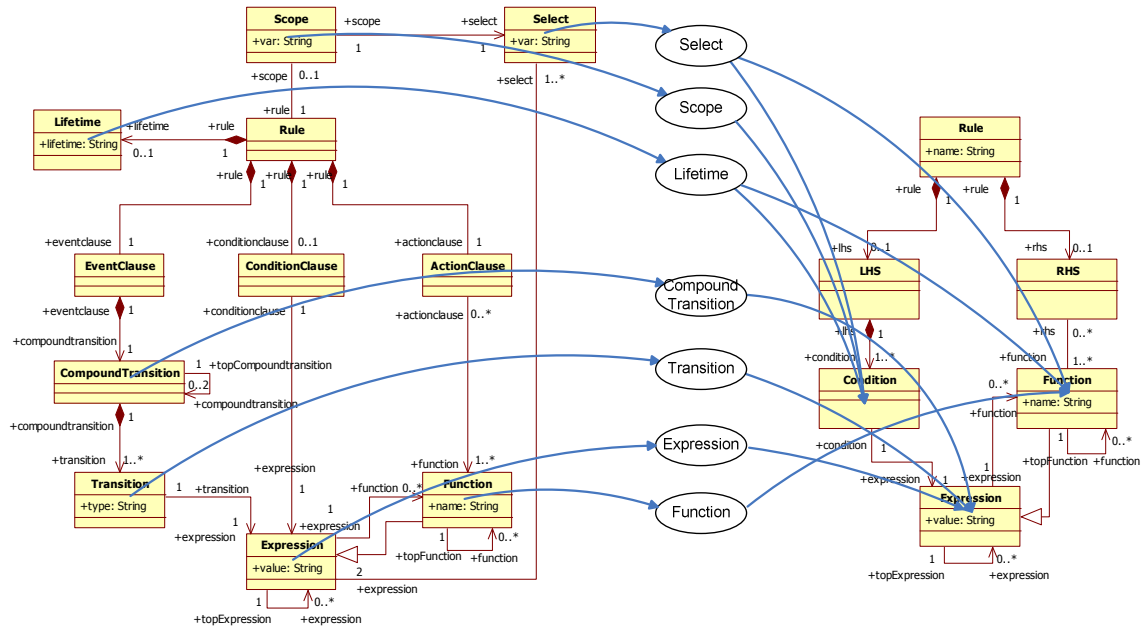 Scope
+var: String
+scope
1
+select
1
Select
+var: String
+scope
0..1
+select
1..*
Select
Scope
Lifetime
+lifetime: String
+lifetime
0..1
+rule
1
+rule
1
Rule
+rule
1
+rule
1
+rule
1
Lifetime
Rule
+name: String
+rule
1
+rule
1
+eventclause
1
+conditionclause
0..1
+actionclause
1
+lhs
0..1
+rhs
0..1
EventClause
ConditionClause
ActionClause
LHS
RHS
+eventclause
1
+conditionclause
1
+actionclause
0..*
Compound
Transition
+lhs
1
+rhs
0..*
+compoundtransition
1
CompoundTransition
1
+topCompoundtransition
0..2
+compoundtransition
Transition
+condition
1..*
+function
1..*
Condition
0..*
+function
Function
+name: String
+compoundtransition
1
+transition
1..*
Expression
+condition
1
1
+topFunction
0..*
+function
Transition
+type: String
1
+transition
1
+expression
+expression
1
+function
0..*
1
+expression
+function
1..*
Function
+name: String
1
+topFunction
0..*
+function
Function
+expression
1
1
+expression
Expression
+value: String
1
+topExpression
0..*
+expression
Expression
+value: String
2
+expression
1
+topExpression
0..*
+expression